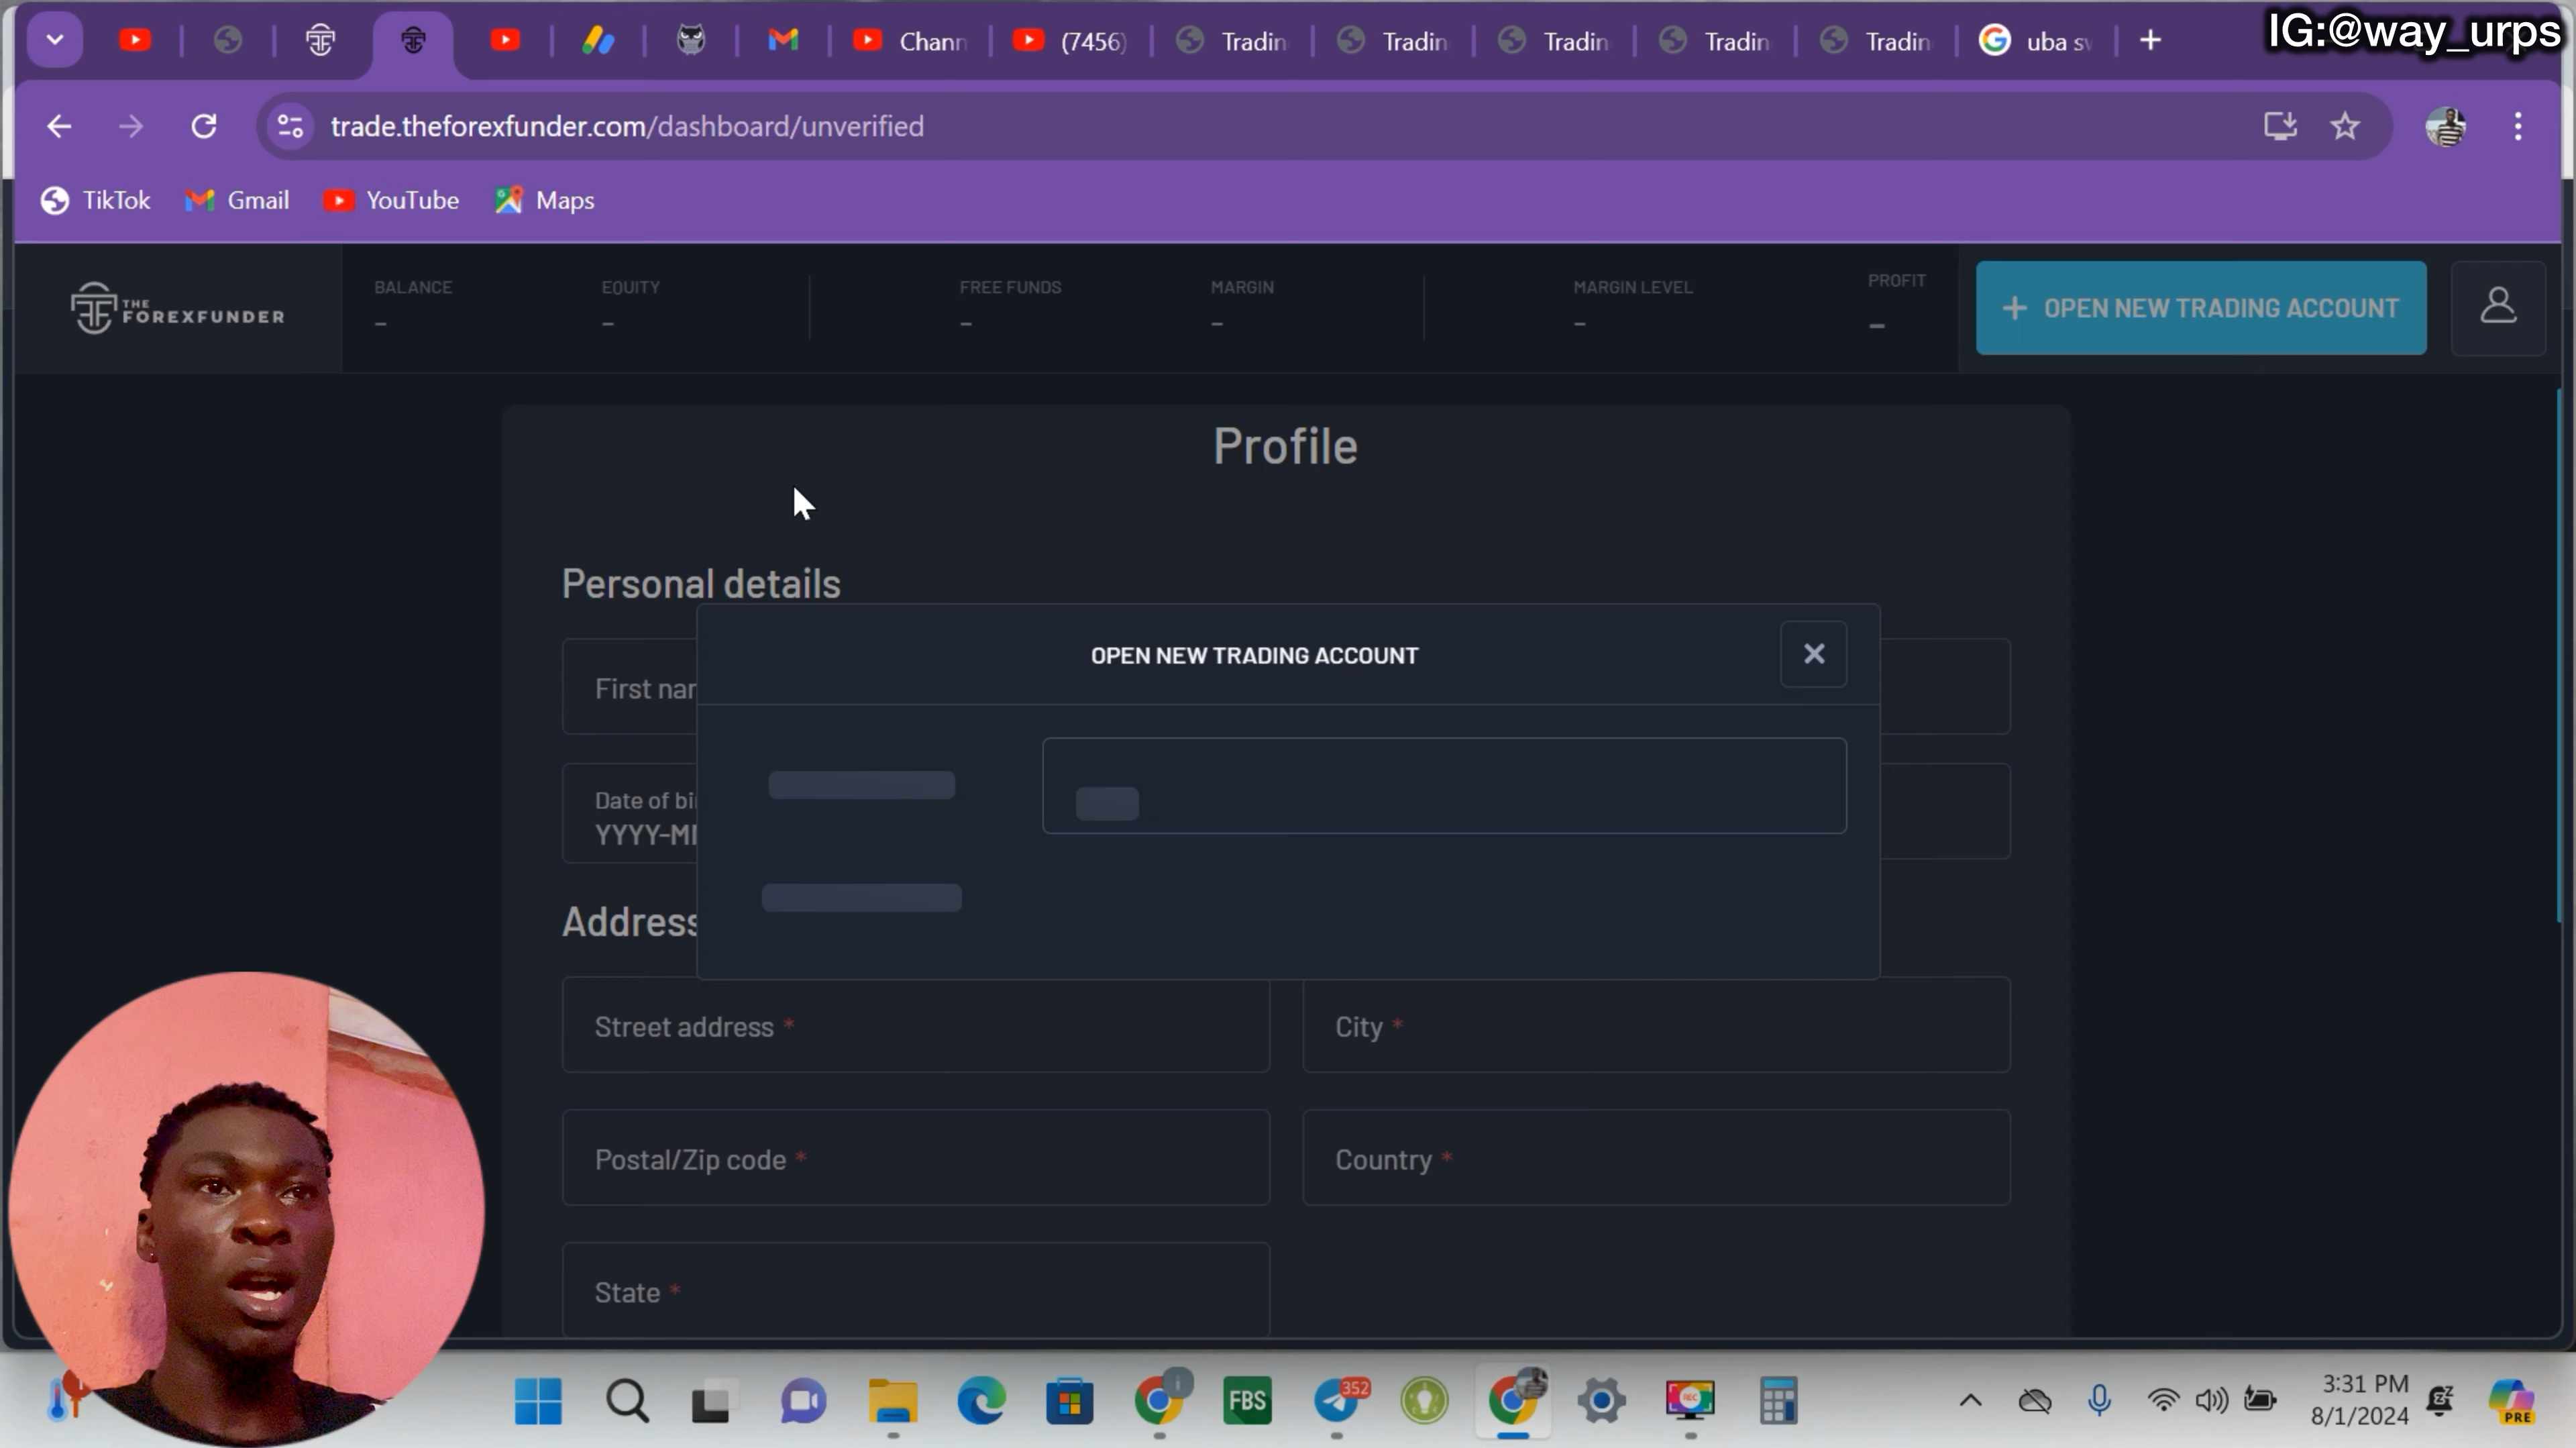 IG:@way_urps
Chann
(7456)
Tradin
Tradin
Tradin
Tradin
Tradin
uba sv
trade.theforexfunder.com/dashboard/unverified
TikTok
Gmail
YouTube
Maps
THE
FOREXFUNDER
BALANCE
–
EQUITY
–
FREE FUNDS
–
MARGIN
–
MARGIN LEVEL
–
PROFIT
–
+ OPEN NEW TRADING ACCOUNT
Profile
Personal details
OPEN NEW TRADING ACCOUNT
First nar
Date of bi
YYYY-M
Address
Street address *
City *
Postal/Zip code *
Country *
State *
FBS
352
REC
3:31 PM
8/1/2024
PRE